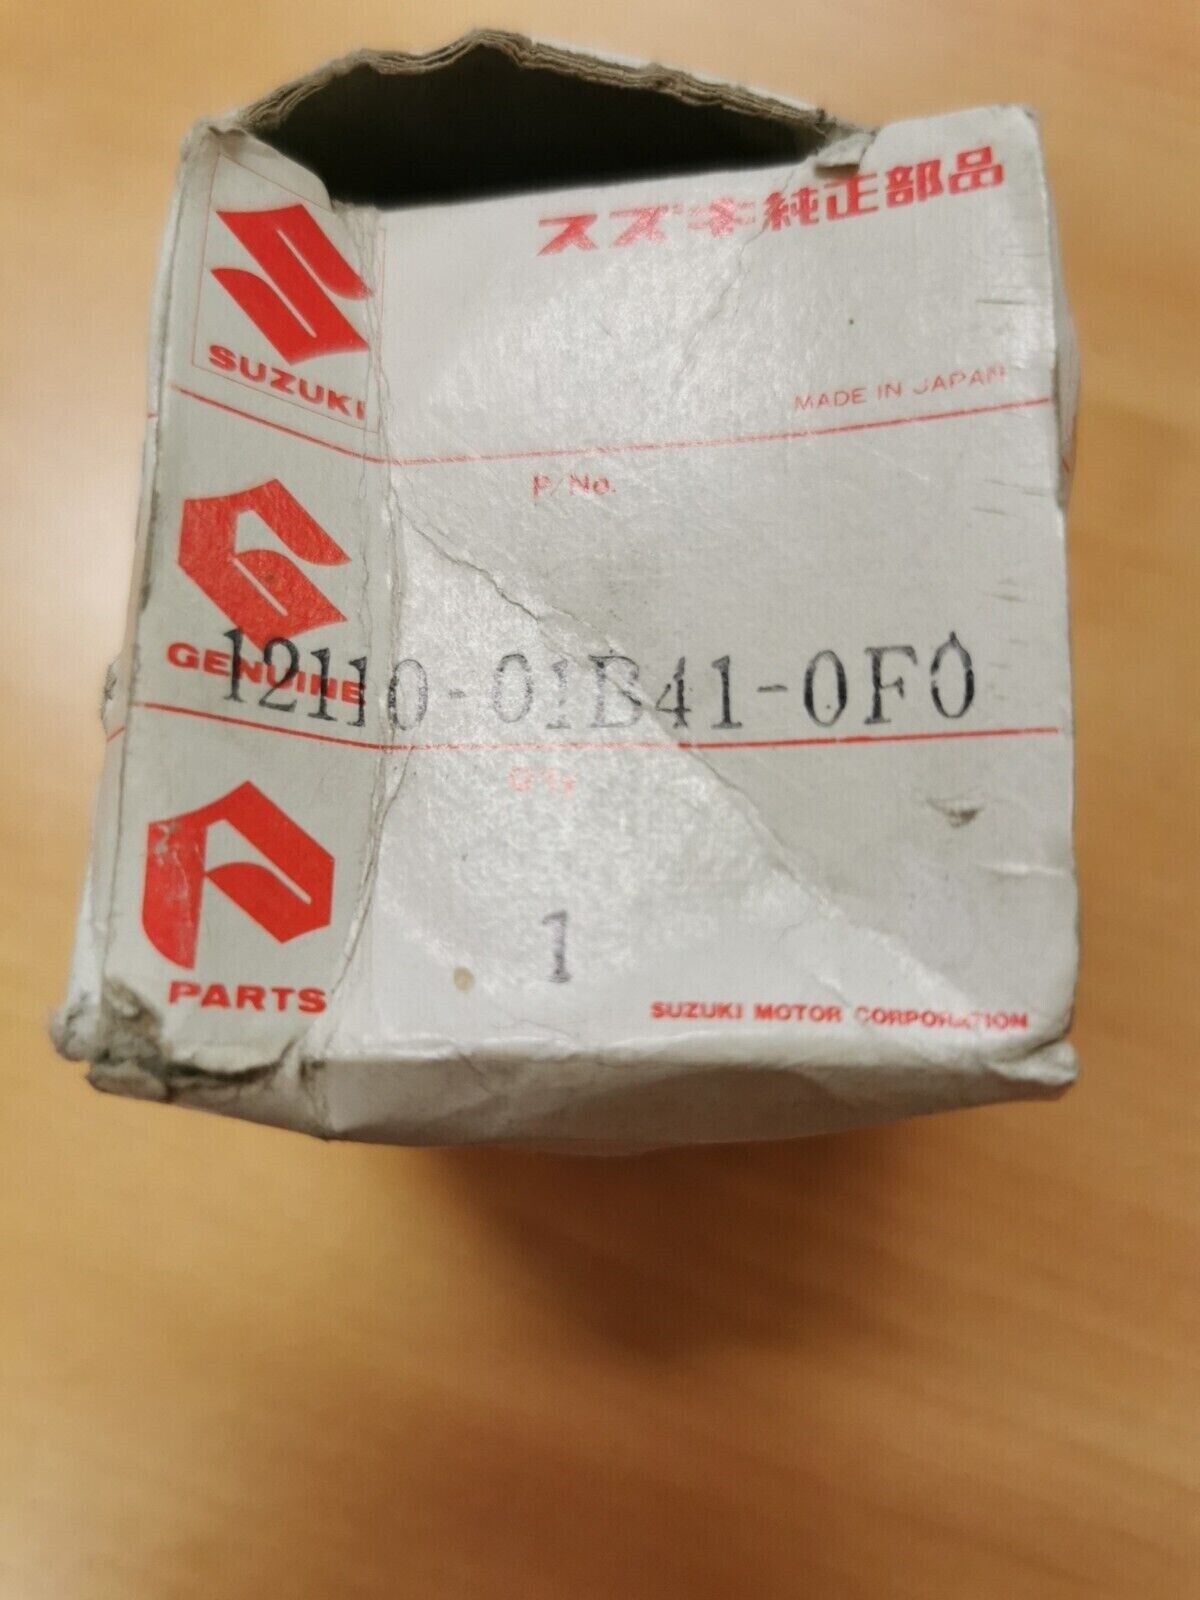 スズキ純正部品
SUZUKI
MADE IN JAPAN
P/No.
GENUINE
12110-01B41-0F0
Q'ty
1
PARTS
SUZUKI MOTOR CORPORATION